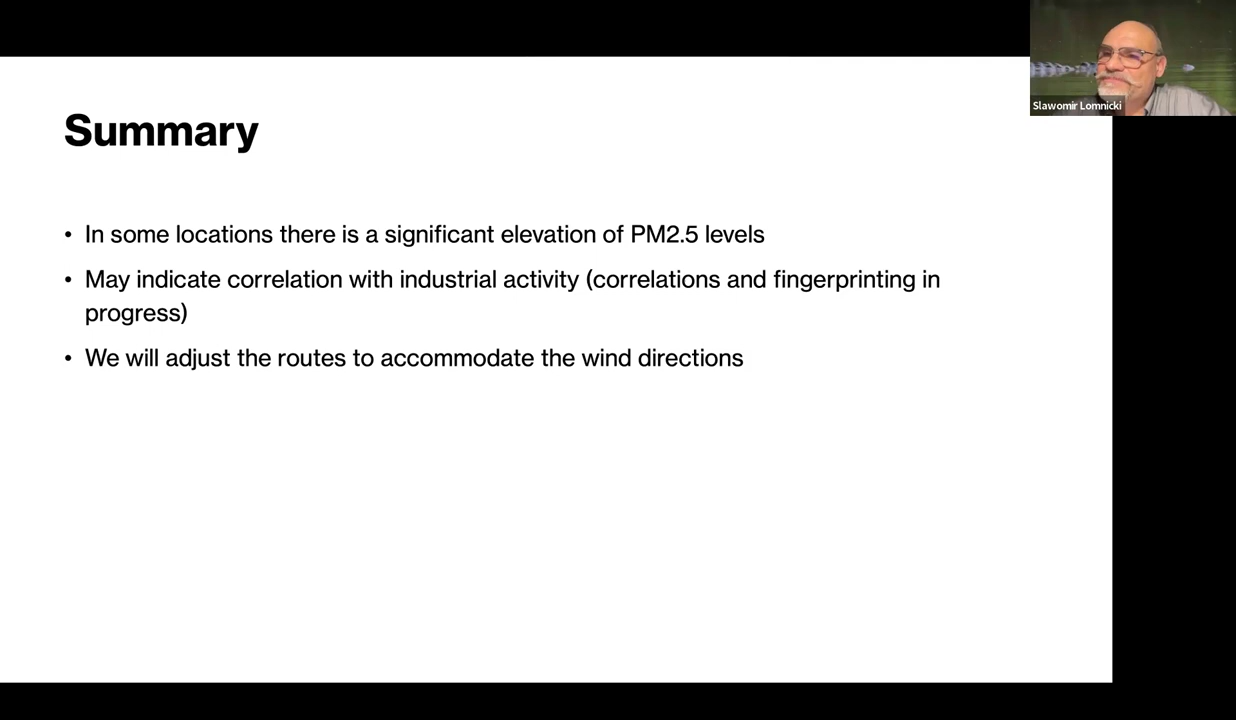 Slawomir Lomnicki
Summary
• In some locations there is a significant elevation of PM2.5 levels
• May indicate correlation with industrial activity (correlations and fingerprinting in
progress)
• We will adjust the routes to accommodate the wind directions